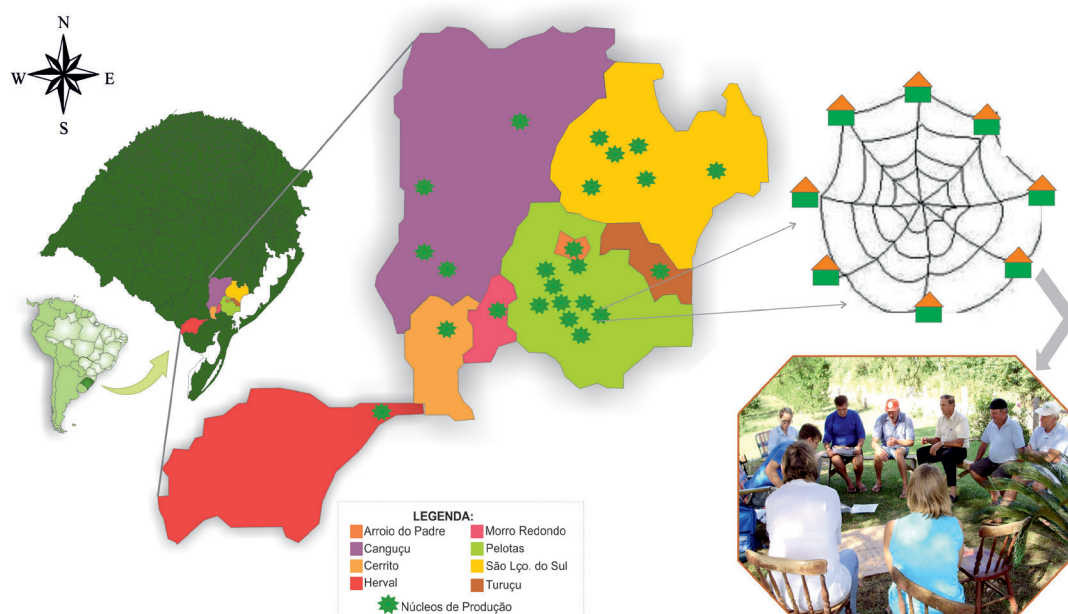 N
W E
S
LEGENDA:
Arroio do Padre
Canguçu
Cerrito
Herval
Morro Redondo
Pelotas
São Lço. do Sul
Turuçu
Núcleos de Produção